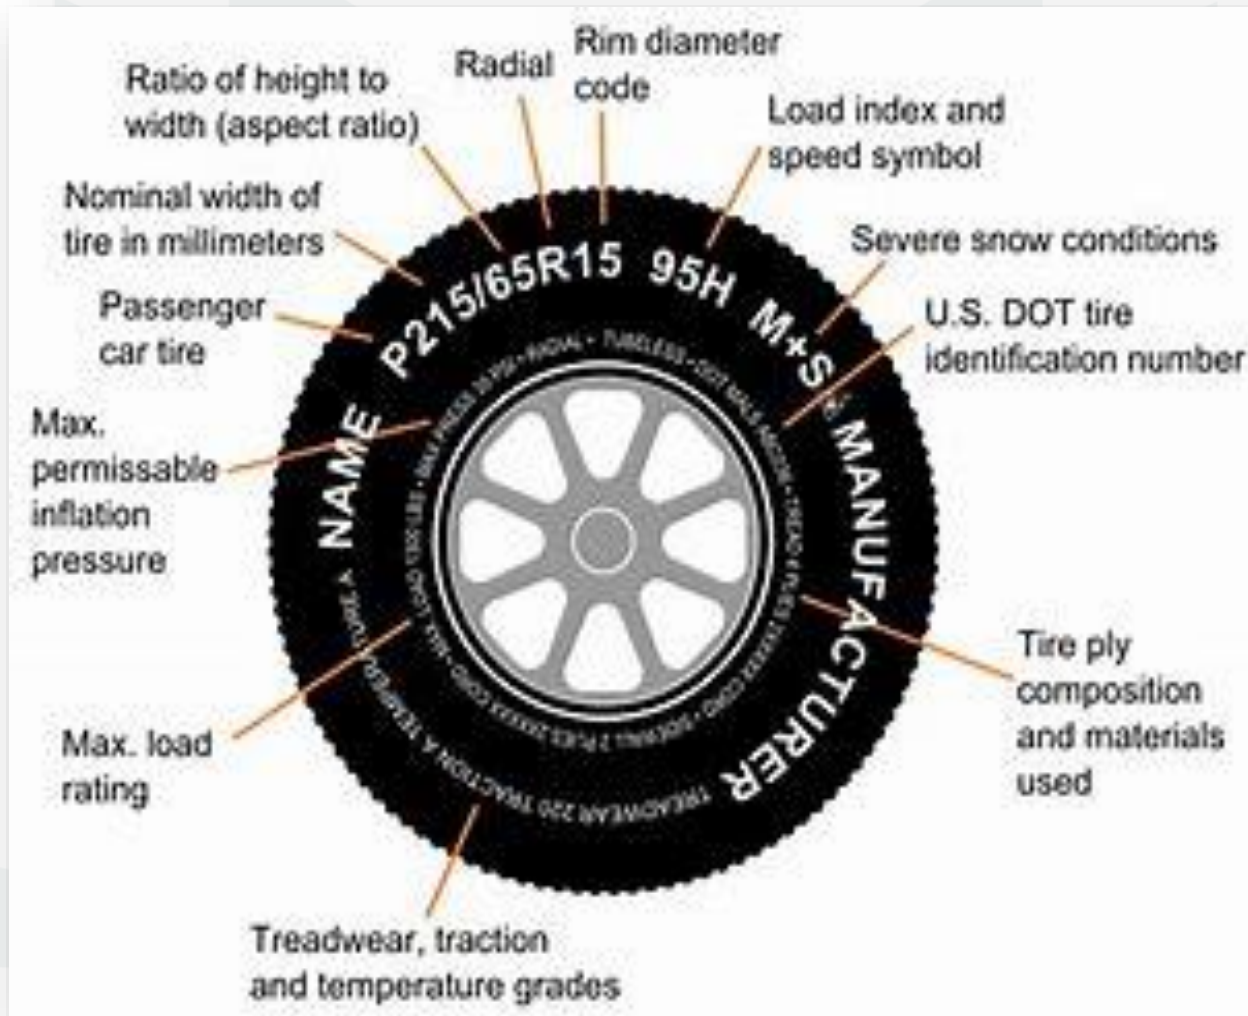 Rim diameter
code
Radial
Ratio of height to
width (aspect ratio)
Load index and
speed symbol
Nominal width of
tire in millimeters
Severe snow conditions
Passenger
car tire
U.S. DOT tire
identification number
Max.
permissable
inflation
pressure
P215/65R15 95H M+S
NAME
MANUFACTURER
RADIAL • TUBELESS •
TREADWEAR 220 TRACTION A TEMPERATURE A
Tire ply
composition
and materials
used
Max. load
rating
Treadwear, traction
and temperature grades